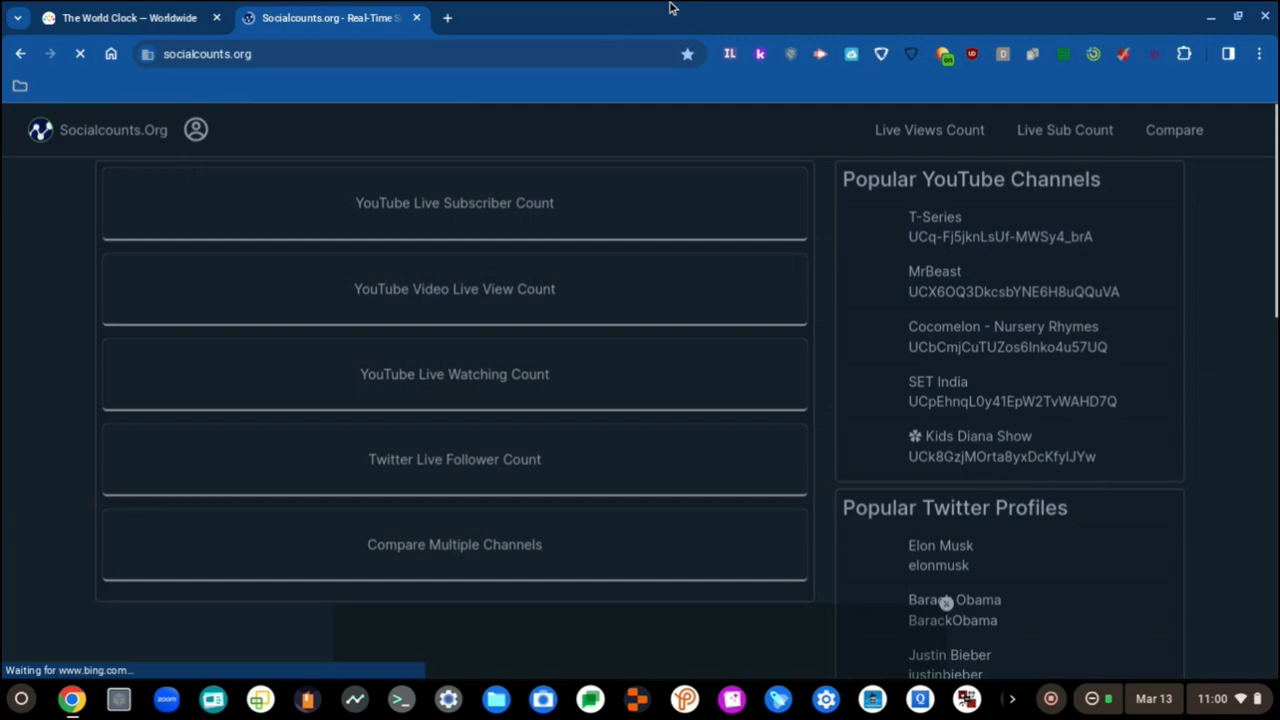 The World Clock — Worldwide
Socialcounts.org - Real-Time S
socialcounts.org
Socialcounts.Org
Live Views Count
Live Sub Count
Compare
YouTube Live Subscriber Count
YouTube Video Live View Count
YouTube Live Watching Count
Twitter Live Follower Count
Compare Multiple Channels
Popular YouTube Channels
T-Series
UCq-Fj5jknLsUf-MWSy4_brA
MrBeast
UCX6OQ3DkcsbYNE6H8uQQuVA
Cocomelon - Nursery Rhymes
UCbCmjCuTUZos6Inko4u57UQ
SET India
UCpEhnqL0y41EpW2TvWAHD7Q
✿ Kids Diana Show
UCk8GzjMOrta8yxDcKfylJYw
Popular Twitter Profiles
Elon Musk
elonmusk
Barack Obama
BarackObama
Justin Bieber
justinbieber
Waiting for www.bing.com...
zoom
Mar 13
11:00